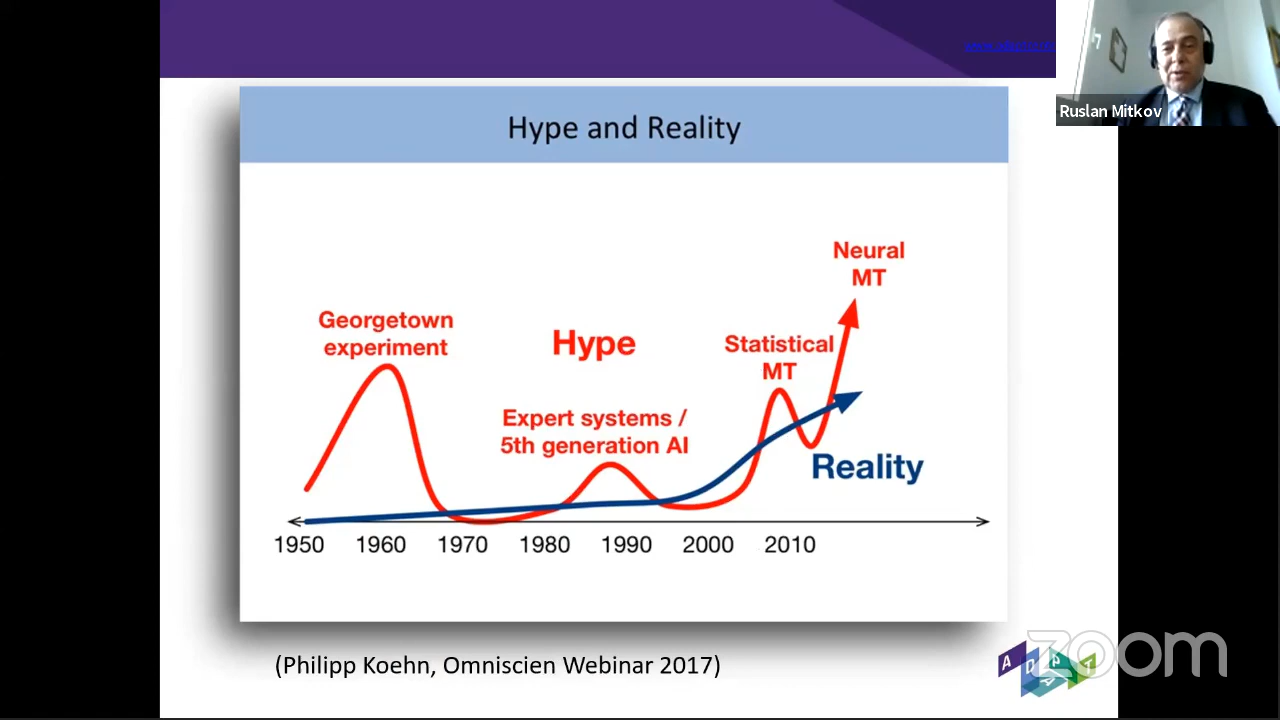 Ruslan Mitkov
Hype and Reality
Neural
MT
Georgetown
experiment
Hype
Statistical
MT
Expert systems /
5th generation AI
Reality
1950 1960 1970 1980 1990 2000 2010
(Philipp Koehn, Omniscien Webinar 2017)
ADAPT
zoom